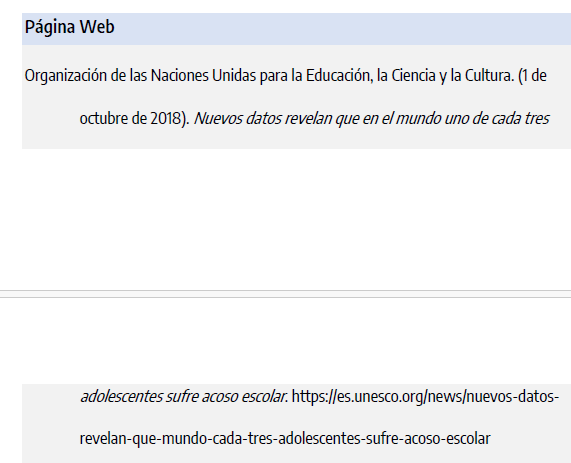 Página Web
Organización de las Naciones Unidas para la Educación, la Ciencia y la Cultura. (1 de
octubre de 2018). Nuevos datos revelan que en el mundo uno de cada tres
adolescentes sufre acoso escolar. https://es.unesco.org/news/nuevos-datos-
revelan-que-mundo-cada-tres-adolescentes-sufre-acoso-escolar